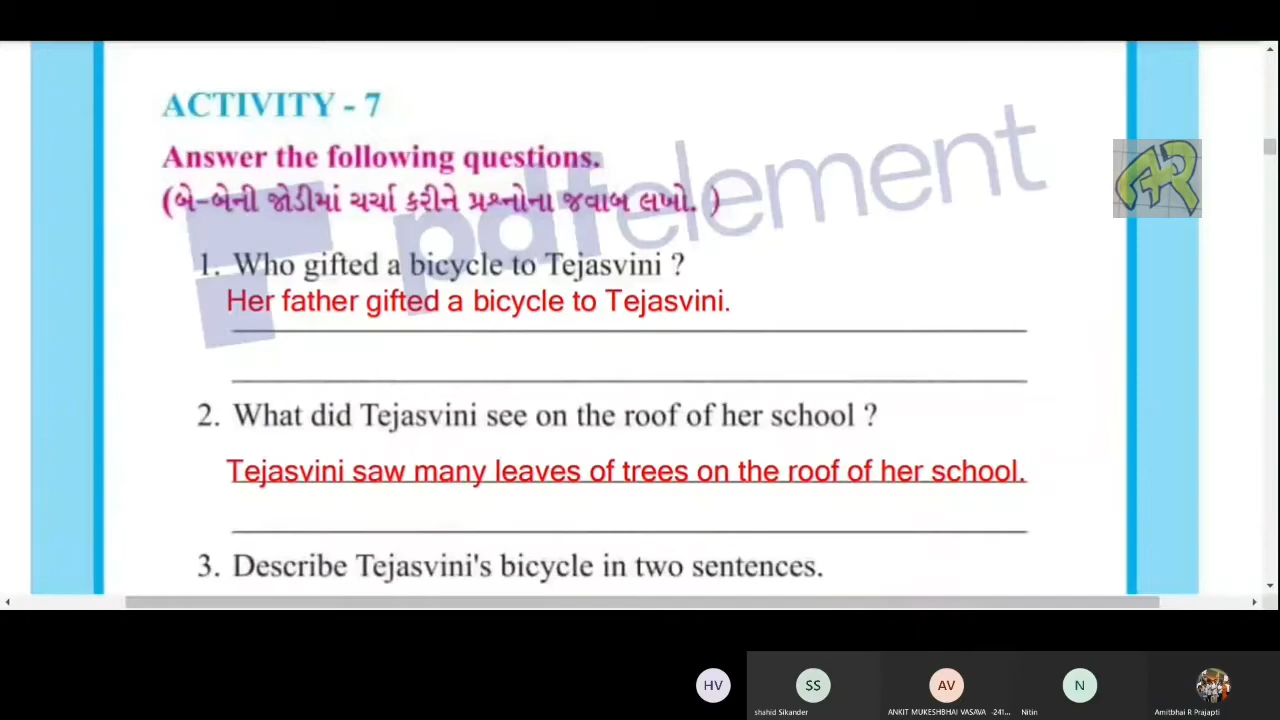 ACTIVITY - 7
Answer the following questions.
(બે-બેની જોડીમાં ચર્ચા કરીને પ્રશ્નોના જવાબ લખો. )
pdfelement
1. Who gifted a bicycle to Tejasvini ?
Her father gifted a bicycle to Tejasvini.
2. What did Tejasvini see on the roof of her school ?
Tejasvini saw many leaves of trees on the roof of her school.
3. Describe Tejasvini's bicycle in two sentences.
HV
SS
AV
N
shahid Sikander
ANKIT MUKESHBHAI VASAVA -241...
Nitin
Amitbhai R Prajapti